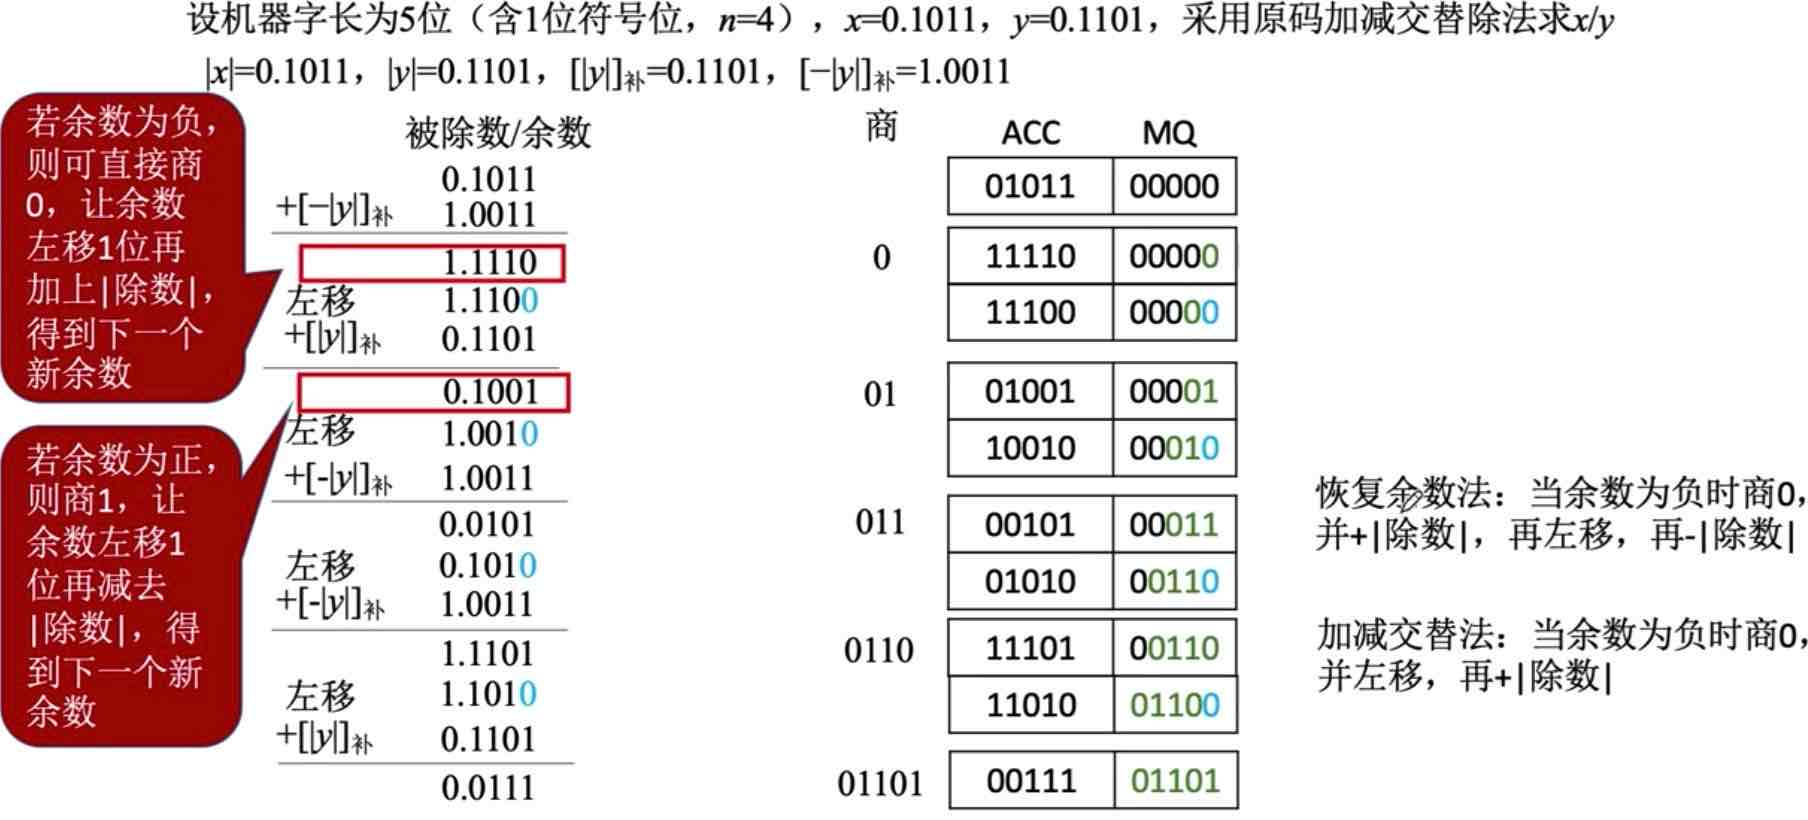 设机器字长为5位（含1位符号位，n=4），x=0.1011，y=0.1101，采用原码加减交替除法求x/y
|x|=0.1011，|y|=0.1101，[|y|]补=0.1101，[−|y|]补=1.0011
若余数为负，
则可直接商
0，让余数
左移1位再
加上|除数|，
得到下一个
新余数
若余数为正，
则商1，让
余数左移1
位再减去
|除数|，得
到下一个新
余数
被除数/余数
0.1011
+[−|y|]补 1.0011
1.1110
左移 1.1100
+[|y|]补 0.1101
0.1001
左移 1.0010
+[-|y|]补 1.0011
0.0101
左移 0.1010
+[-|y|]补 1.0011
1.1101
左移 1.1010
+[|y|]补 0.1101
0.0111
商 ACC MQ
01011 00000
0 11110 00000
11100 00000
01 01001 00001
10010 00010
011 00101 00011
01010 00110
0110 11101 00110
11010 01100
01101 00111 01101
恢复余数法：当余数为负时商0，
并+|除数|，再左移，再-|除数|
加减交替法：当余数为负时商0，
并左移，再+|除数|